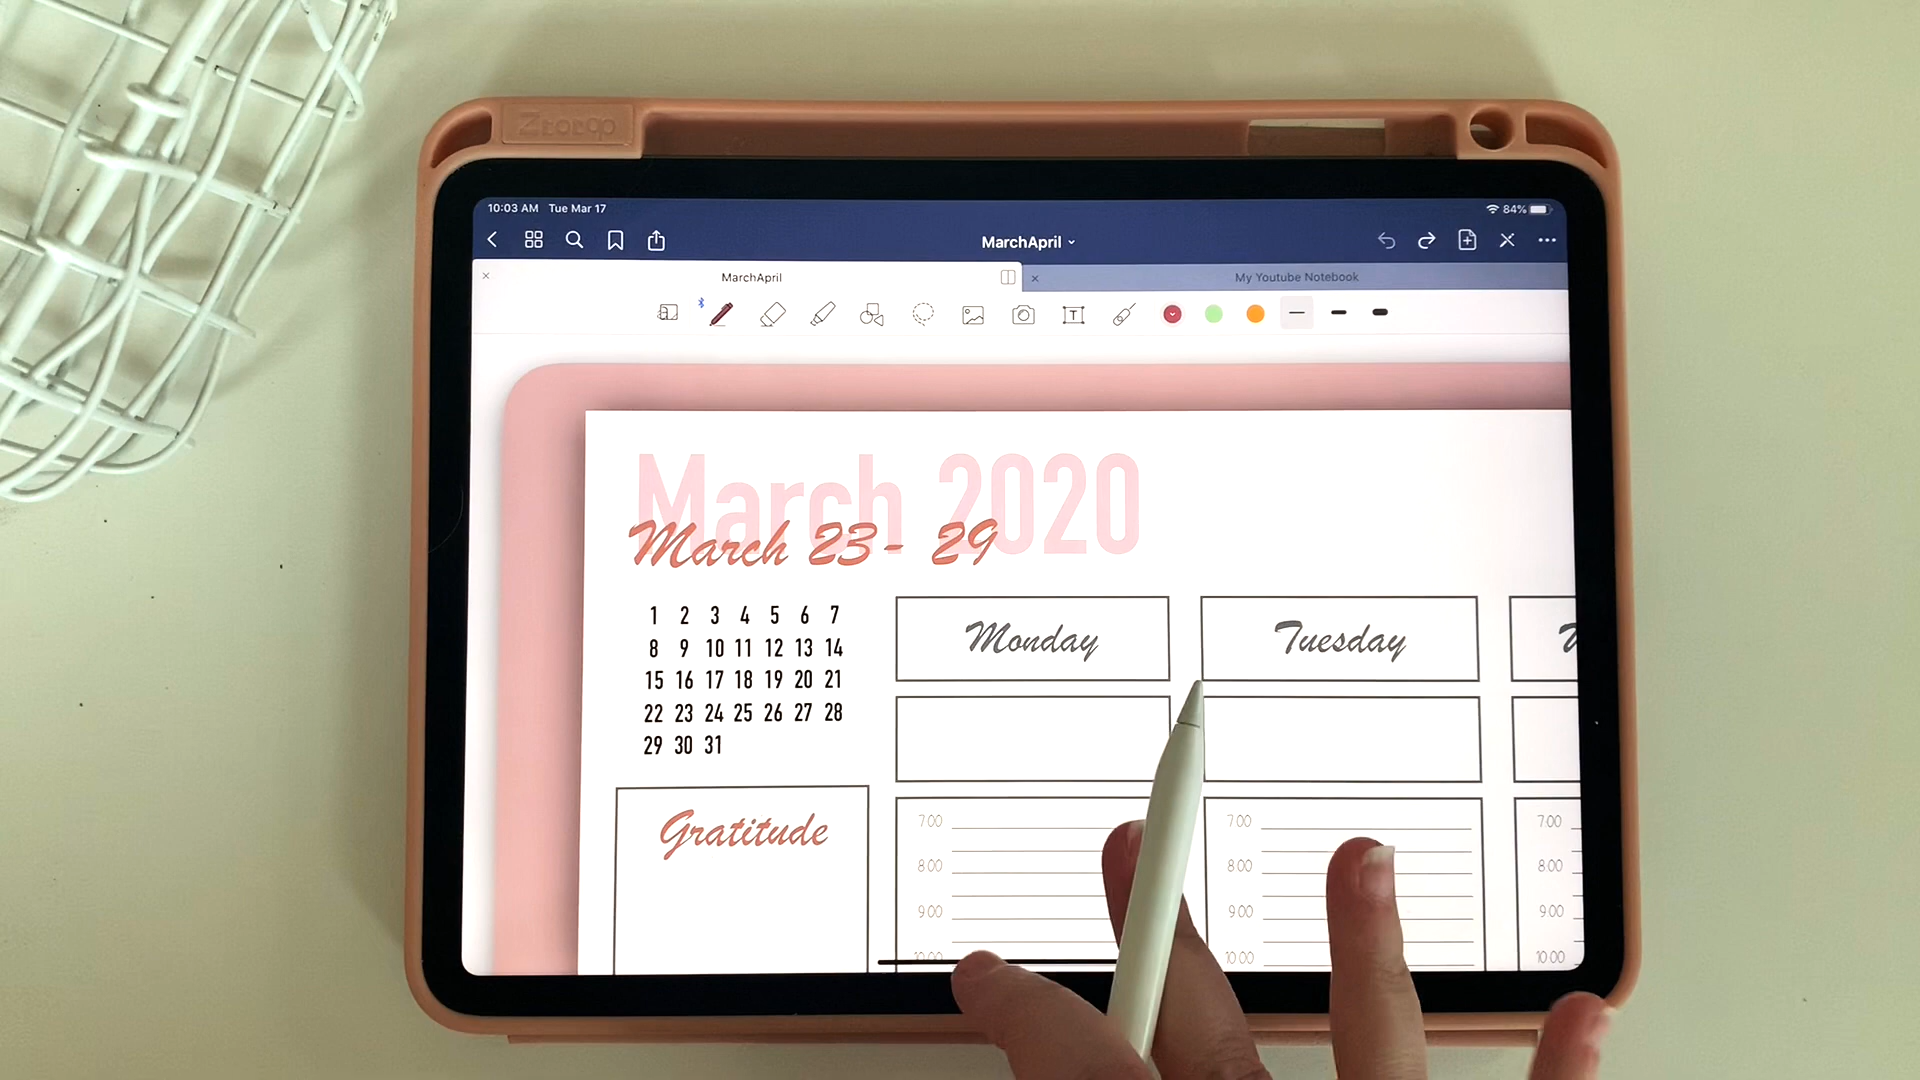 Ztotop
10:03 AM Tue Mar 17
84%
MarchApril
MarchApril
My Youtube Notebook
T
March 2020
March 23- 29
1 2 3 4 5 6 7
8 9 10 11 12 13 14
15 16 17 18 19 20 21
22 23 24 25 26 27 28
29 30 31
Gratitude
Monday
7:00
8:00
9:00
10:00
Tuesday
7:00
8:00
9:00
10:00
7:00
8:00
9:00
10:00